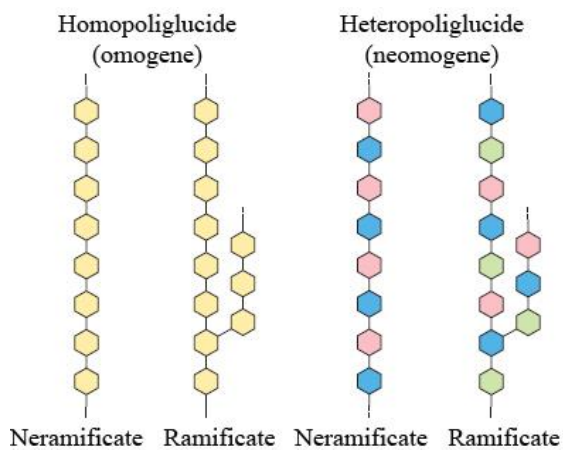 Homopoliglucide
(omogene)
Heteropoliglucide
(neomogene)
Neramificate
Ramificate
Neramificate
Ramificate